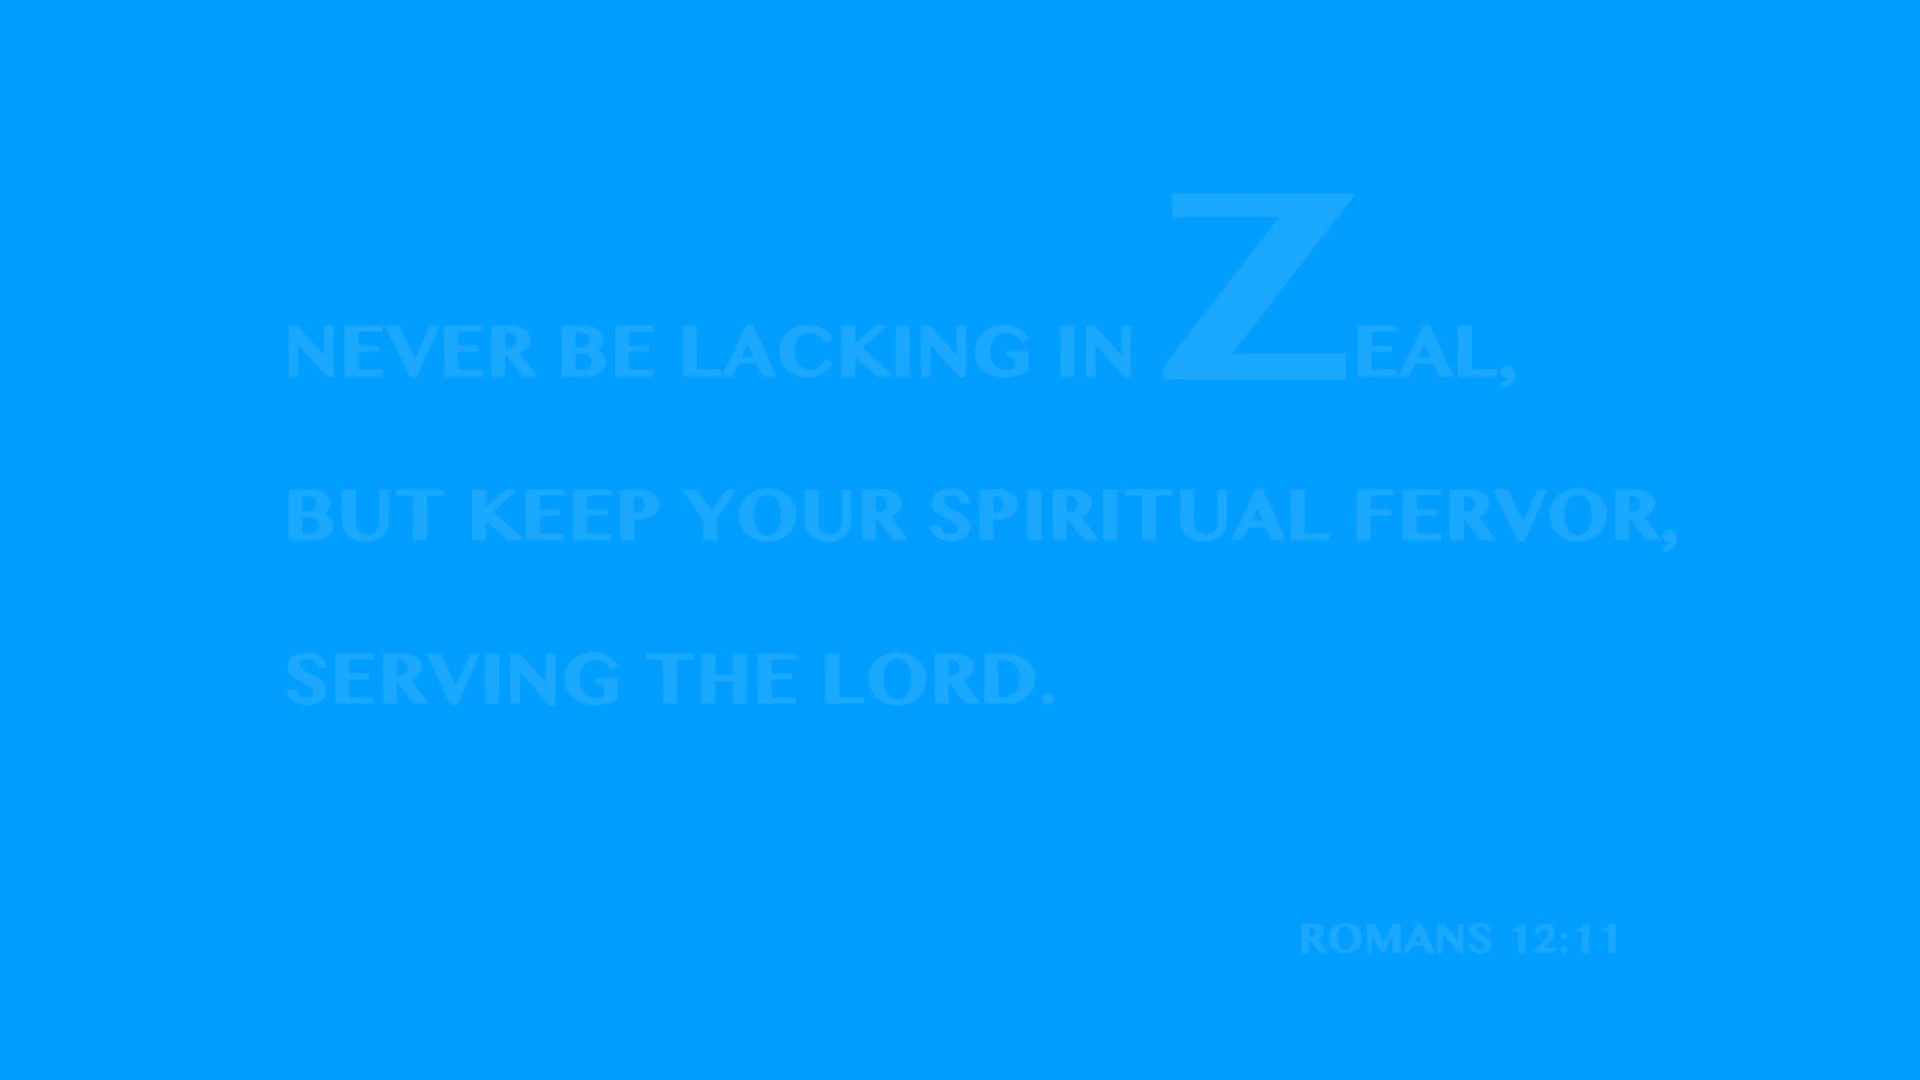 NEVER BE LACKING IN ZEAL,
BUT KEEP YOUR SPIRITUAL FERVOR,
SERVING THE LORD.
ROMANS 12:11